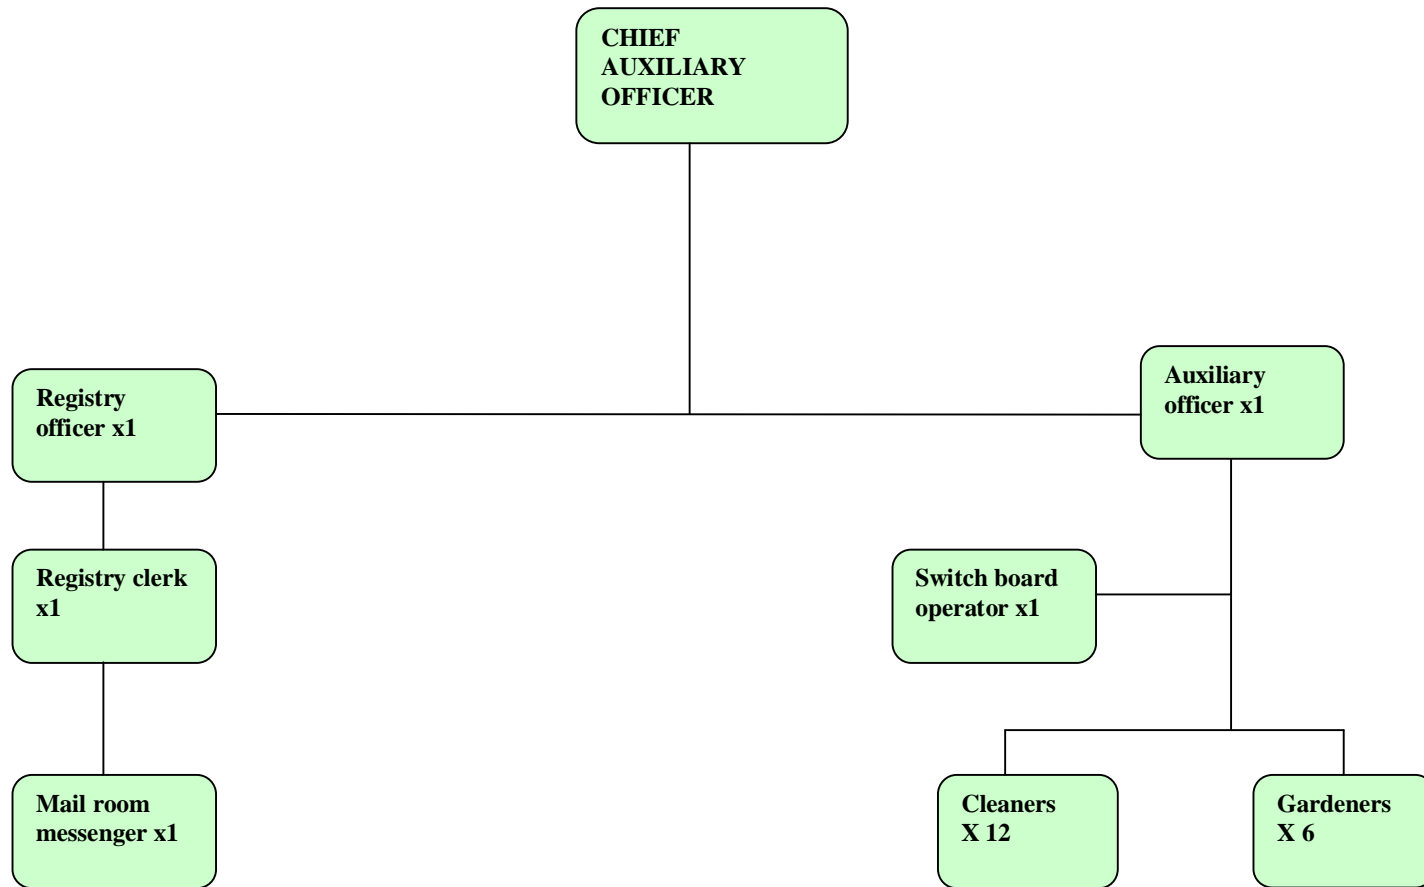 CHIEF
AUXILIARY
OFFICER
Registry
officer x1
Auxiliary
officer x1
Registry clerk
x1
Switch board
operator x1
Mail room
messenger x1
Cleaners
X 12
Gardeners
X 6